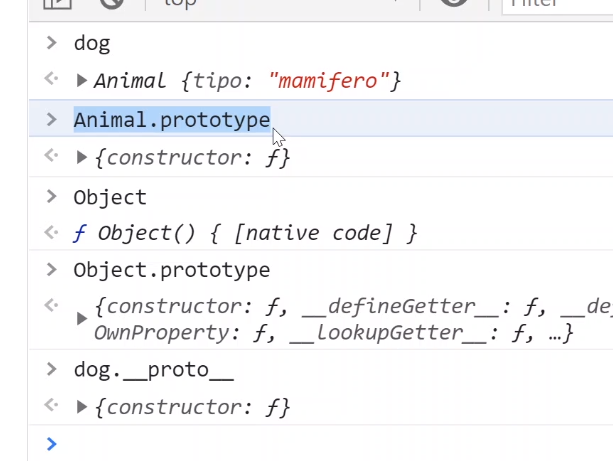 top
Filter
dog
Animal {tipo: "mamifero"}
Animal.prototype
{constructor: ƒ}
Object
ƒ Object() { [native code] }
Object.prototype
{constructor: ƒ, __defineGetter__: ƒ, __de
OwnProperty: ƒ, __lookupGetter__: ƒ, …}
dog.__proto__
{constructor: ƒ}